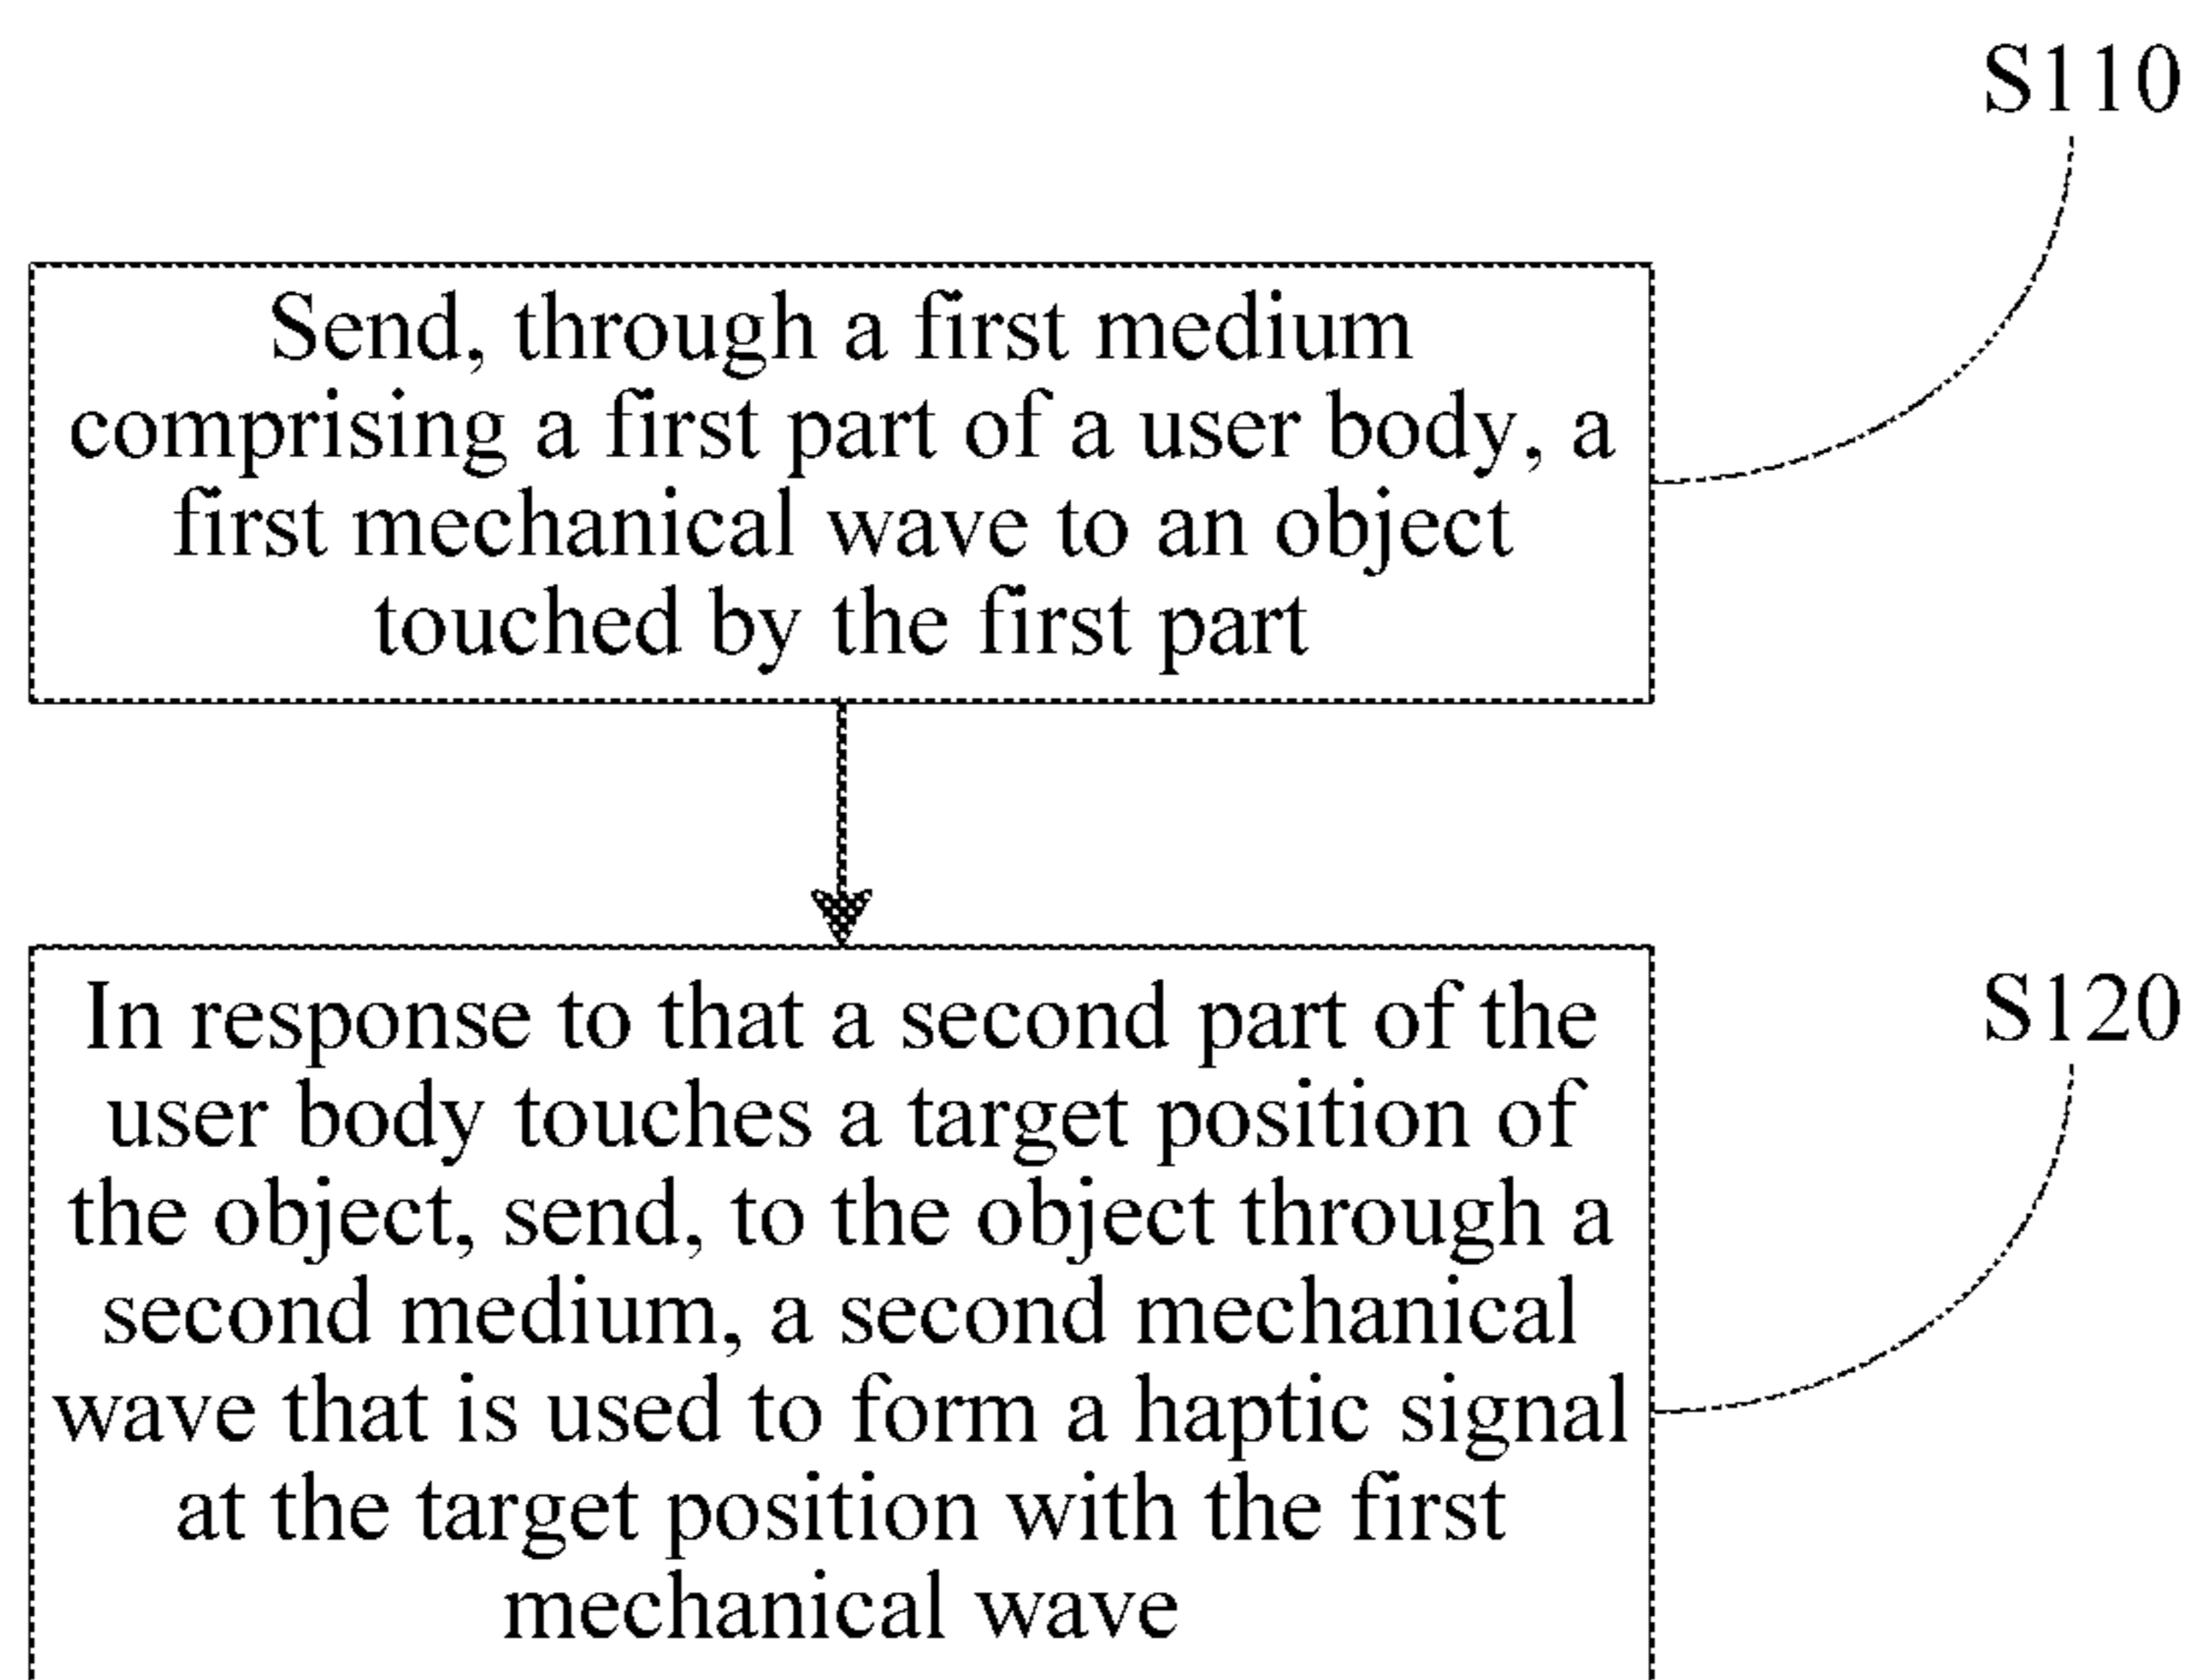 S110
Send, through a first medium
comprising a first part of a user body, a
first mechanical wave to an object
touched by the first part
In response to that a second part of the
user body touches a target position of
the object, send, to the object through a
second medium, a second mechanical
wave that is used to form a haptic signal
at the target position with the first
mechanical wave
S120